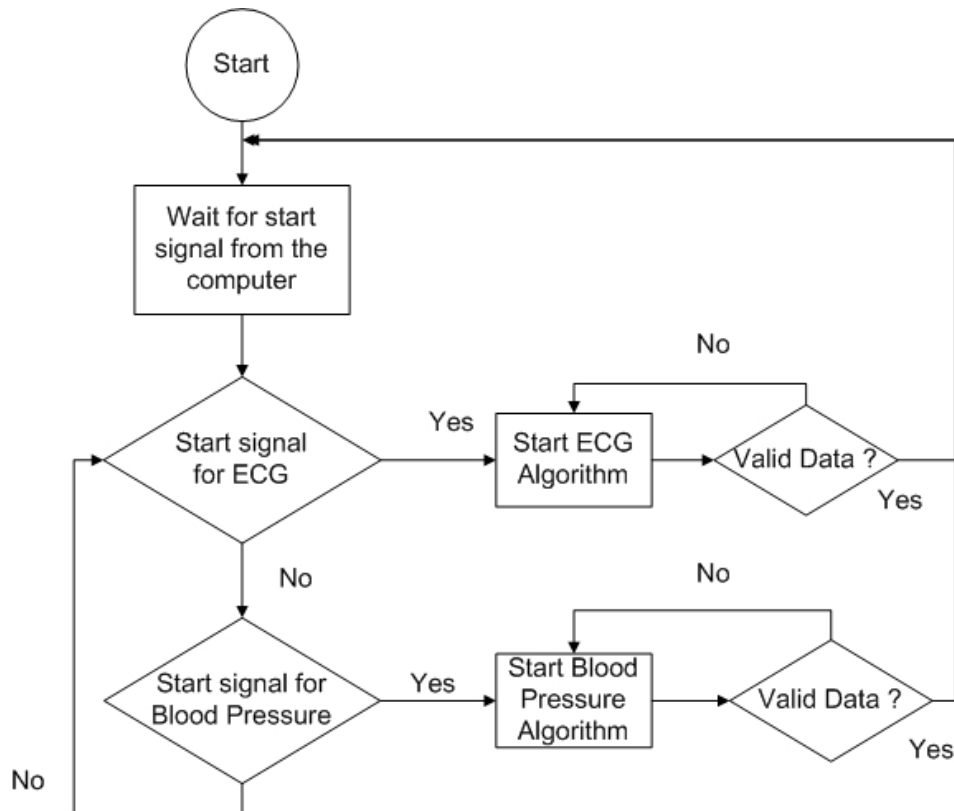 Start
Wait for start
signal from the
computer
No
Yes
Start signal
for ECG
Start ECG
Algorithm
Valid Data ?
Yes
No
No
Start signal for
Blood Pressure
Yes
Start Blood
Pressure
Algorithm
Valid Data ?
Yes
No